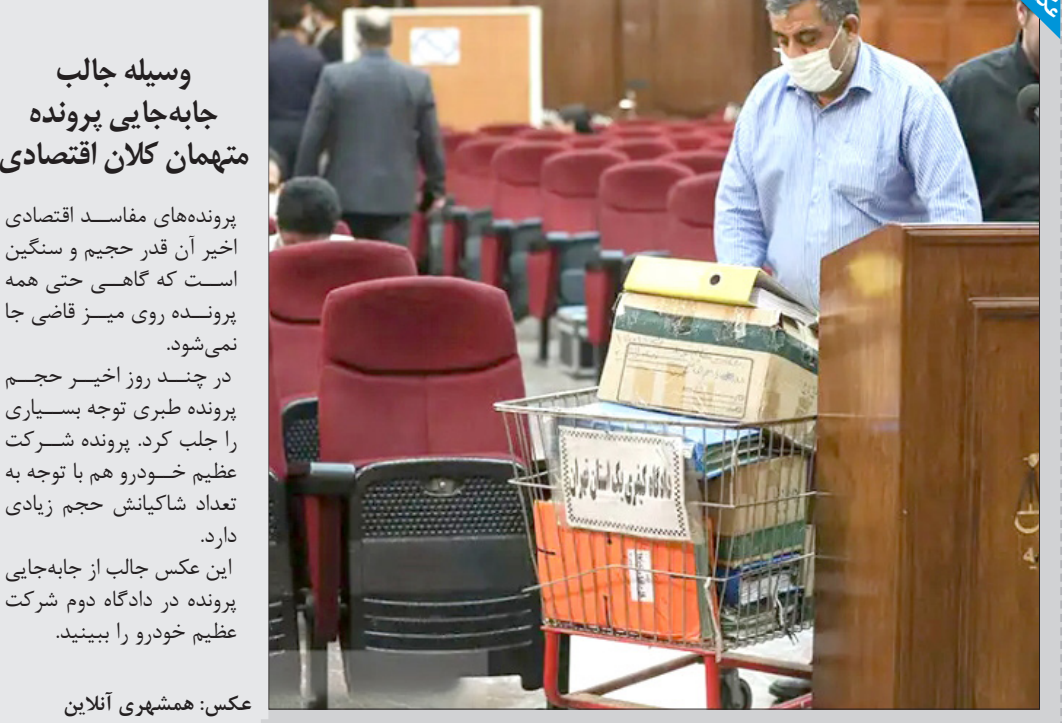 وسیله جالب
جابه‌جایی پرونده
متهمان کلان اقتصادی
پرونده‌های مفاسد اقتصادی
اخیر آن قدر حجیم و سنگین
است که گاهی حتی همه
پرونده روی میز قاضی جا
نمی‌شود.
در چند روز اخیر حجم
پرونده طبری توجه بسیاری
را جلب کرد. پرونده شرکت
عظیم خودرو هم با توجه به
تعداد شاکیانش حجم زیادی
دارد.
این عکس جالب از جابه‌جایی
پرونده در دادگاه دوم شرکت
عظیم خودرو را ببینید.
عکس: همشهری آنلاین
دادگاه کیفری یک استان تهران